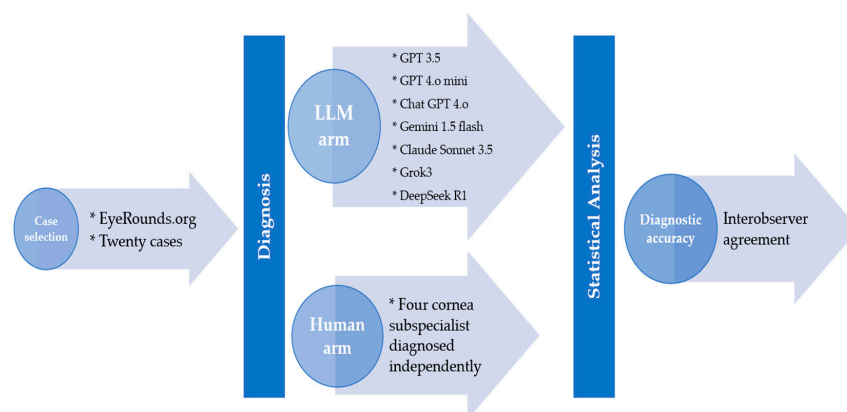 Case
selection
* EyeRounds.org
* Twenty cases
Diagnosis
LLM
arm
* GPT 3.5
* GPT 4.o mini
* Chat GPT 4.o
* Gemini 1.5 flash
* Claude Sonnet 3.5
* Grok3
* DeepSeek R1
Human
arm
* Four cornea
subspecialist
diagnosed
independently
Statistical Analysis
Diagnostic
accuracy
Interobserver
agreement